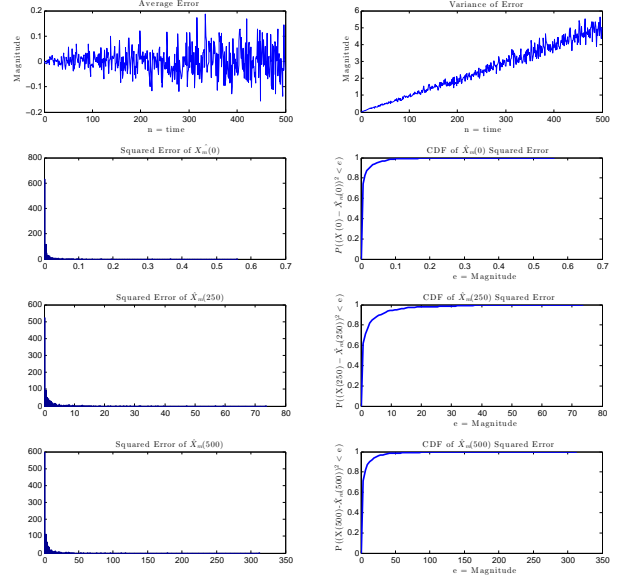 Average Error
Variance of Error
Magnitude
0.2
0.1
0
−0.1
−0.2
0 100 200 300 400 500
n = time
Magnitude
6
5
4
3
2
1
0
0 100 200 300 400 500
n = time
Squared Error of X̂_m(0)
800
600
400
200
0
0 0.1 0.2 0.3 0.4 0.5 0.6 0.7
CDF of X̂_m(0) Squared Error
P((X(0) − X̂_m(0))² < e)
1
0.8
0.6
0.4
0.2
0
0 0.1 0.2 0.3 0.4 0.5 0.6 0.7
e = Magnitude
Squared Error of X̂_m(250)
600
500
400
300
200
100
0
0 10 20 30 40 50 60 70 80
CDF of X̂_m(250) Squared Error
P((X(250) − X̂_m(250))² < e)
1
0.8
0.6
0.4
0.2
0
0 10 20 30 40 50 60 70 80
e = Magnitude
Squared Error of X̂_m(500)
600
500
400
300
200
100
0
0 50 100 150 200 250 300 350
CDF of X̂_m(500) Squared Error
P((X(500)-X̂_m(500))² < e)
1
0.8
0.6
0.4
0.2
0
0 50 100 150 200 250 300 350
e = Magnitude